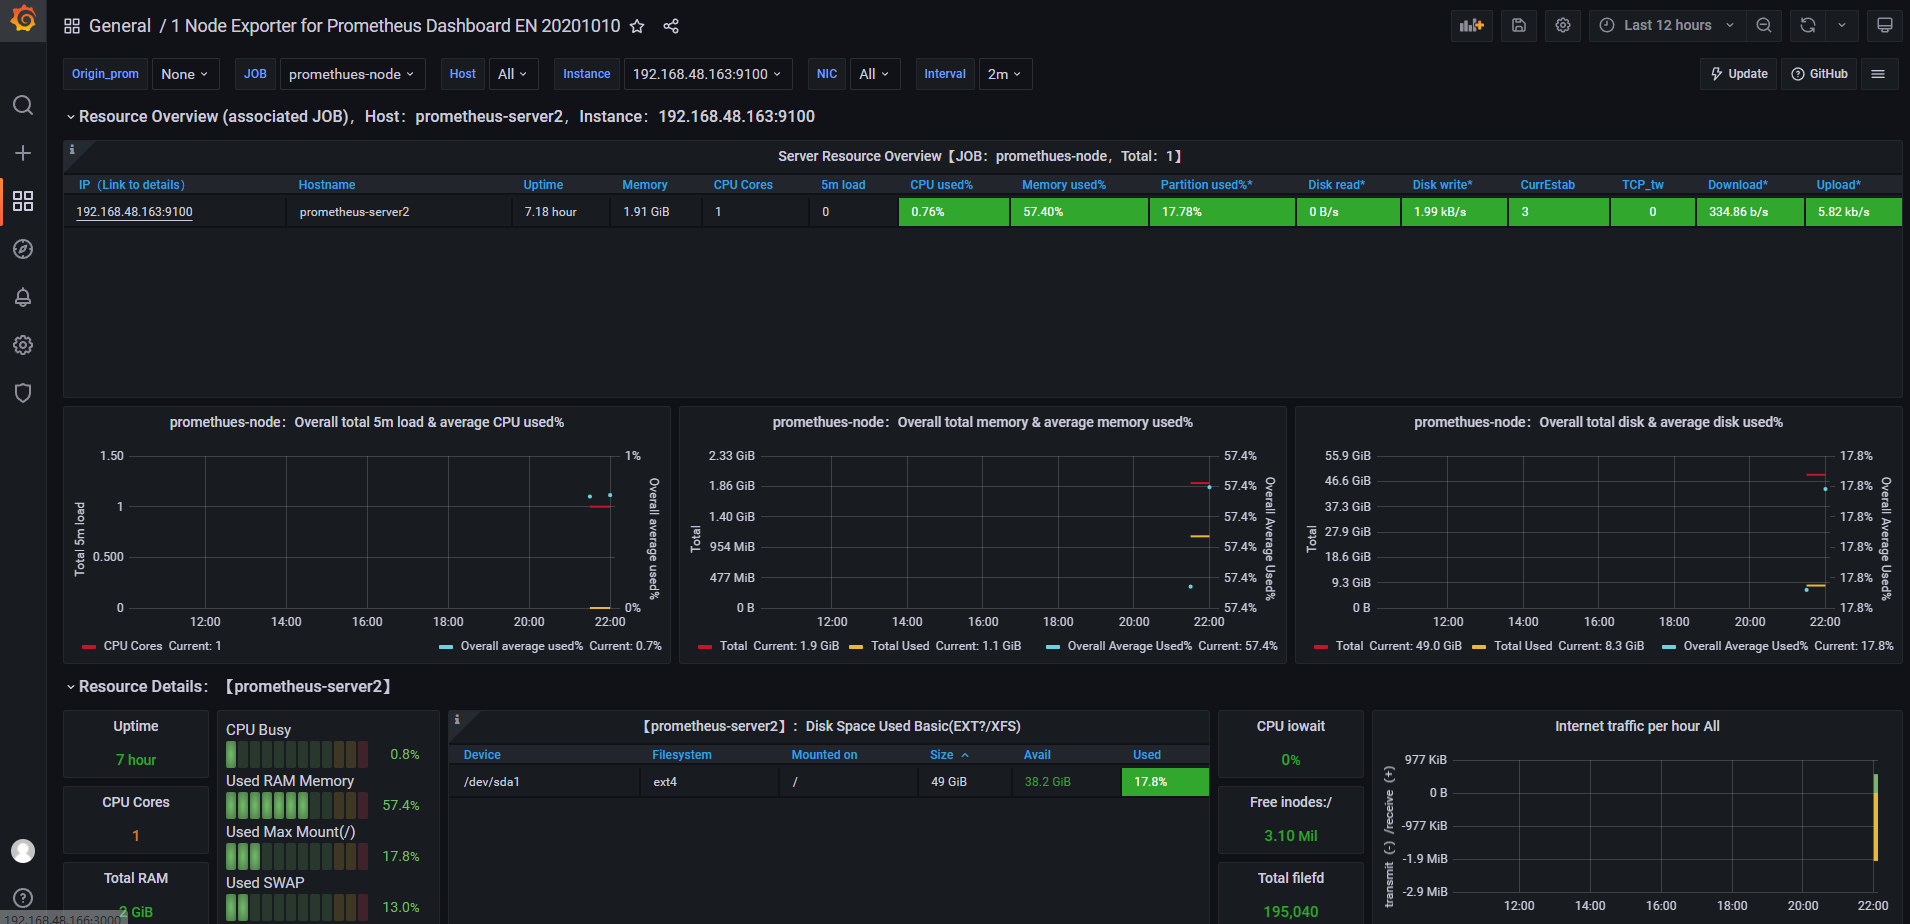 General / 1 Node Exporter for Prometheus Dashboard EN 20201010
Last 12 hours
Origin_prom None JOB promethues-node Host All Instance 192.168.48.163:9100 NIC All Interval 2m Update GitHub
Resource Overview (associated JOB)，Host：prometheus-server2，Instance：192.168.48.163:9100
Server Resource Overview【JOB：promethues-node，Total：1】
IP（Link to details） Hostname Uptime Memory CPU Cores 5m load CPU used% Memory used% Partition used%* Disk read* Disk write* CurrEstab TCP_tw Download* Upload*
192.168.48.163:9100 prometheus-server2 7.18 hour 1.91 GiB 1 0 0.76% 57.40% 17.78% 0 B/s 1.99 kB/s 3 0 334.86 b/s 5.82 kb/s
promethues-node：Overall total 5m load & average CPU used%
Total 5m load
1.50
1
0.500
0
1%
0%
Overall average used%
12:00 14:00 16:00 18:00 20:00 22:00
CPU Cores Current: 1 Overall average used% Current: 0.7%
promethues-node：Overall total memory & average memory used%
Total
2.33 GiB
1.86 GiB
1.40 GiB
954 MiB
477 MiB
0 B
57.4%
57.4%
57.4%
57.4%
57.4%
57.4%
Overall Average Used%
12:00 14:00 16:00 18:00 20:00 22:00
Total Current: 1.9 GiB Total Used Current: 1.1 GiB Overall Average Used% Current: 57.4%
promethues-node：Overall total disk & average disk used%
Total
55.9 GiB
46.6 GiB
37.3 GiB
27.9 GiB
18.6 GiB
9.3 GiB
0 B
17.8%
17.8%
17.8%
17.8%
17.8%
17.8%
Overall Average Used%
12:00 14:00 16:00 18:00 20:00 22:00
Total Current: 49.0 GiB Total Used Current: 8.3 GiB Overall Average Used% Current: 17.8%
Resource Details：【prometheus-server2】
Uptime
7 hour
CPU Cores
1
Total RAM
2 GiB
CPU Busy
0.8%
Used RAM Memory
57.4%
Used Max Mount(/)
17.8%
Used SWAP
13.0%
【prometheus-server2】：Disk Space Used Basic(EXT?/XFS)
Device Filesystem Mounted on Size Avail Used
/dev/sda1 ext4 / 49 GiB 38.2 GiB 17.8%
CPU iowait
0%
Free inodes:/
3.10 Mil
Total filefd
195,040
Internet traffic per hour All
transmit (-) /receive (+)
977 KiB
0 B
-977 KiB
-1.9 MiB
-2.9 MiB
12:00 14:00 16:00 18:00 20:00 22:00
192.168.48.166:3000